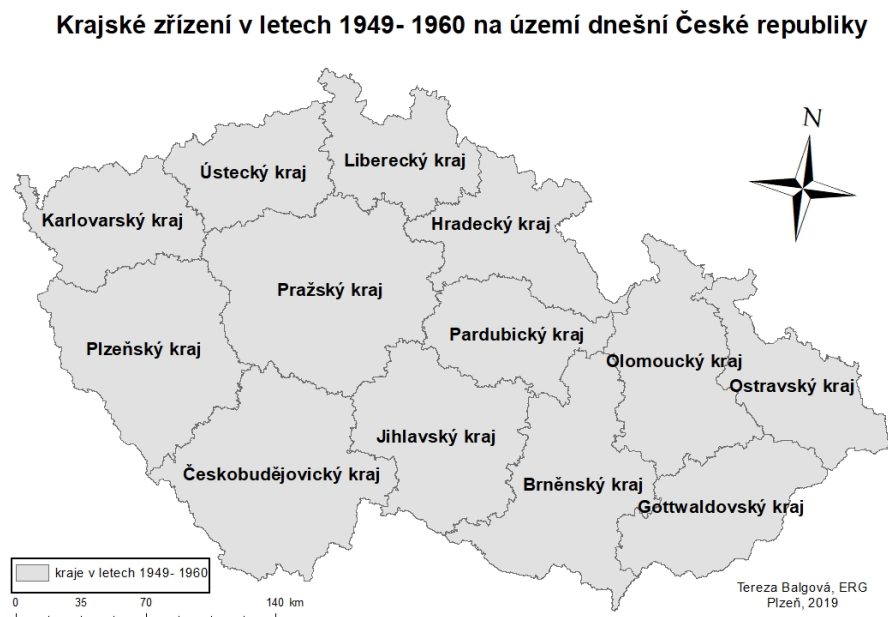 Krajské zřízení v letech 1949- 1960 na území dnešní České republiky
N
Ústecký kraj
Liberecký kraj
Karlovarský kraj
Hradecký kraj
Pražský kraj
Pardubický kraj
Plzeňský kraj
Olomoucký kraj
Ostravský kraj
Jihlavský kraj
Českobudějovický kraj
Brněnský kraj
Gottwaldovský kraj
kraje v letech 1949- 1960
0 35 70 140 km
Tereza Balgová, ERG
Plzeň, 2019